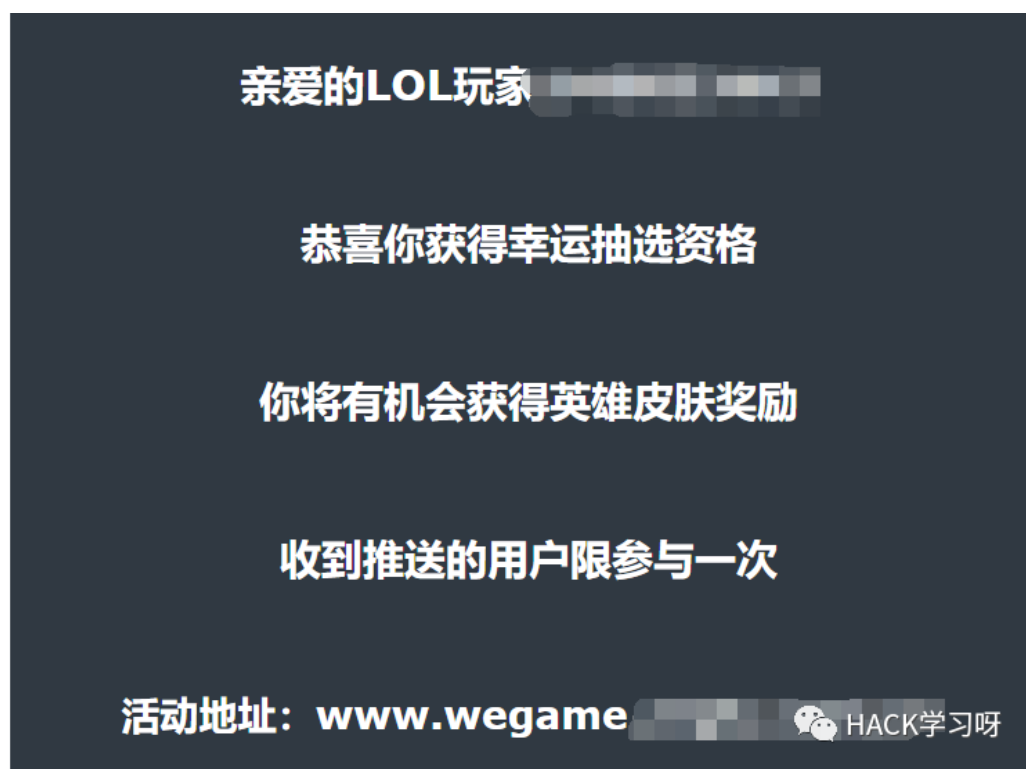 亲爱的LOL玩家
恭喜你获得幸运抽选资格
你将有机会获得英雄皮肤奖励
收到推送的用户限参与一次
活动地址：www.wegame
HACK学习呀